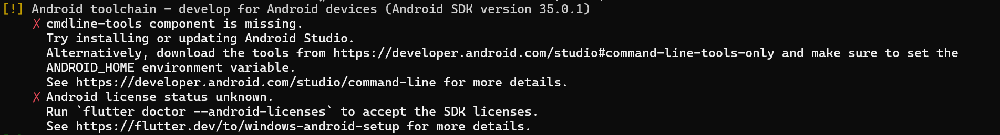 [!] Android toolchain - develop for Android devices (Android SDK version 35.0.1)
✗ cmdline-tools component is missing.
Try installing or updating Android Studio.
Alternatively, download the tools from https://developer.android.com/studio#command-line-tools-only and make sure to set the
ANDROID_HOME environment variable.
See https://developer.android.com/studio/command-line for more details.
✗ Android license status unknown.
Run `flutter doctor --android-licenses` to accept the SDK licenses.
See https://flutter.dev/to/windows-android-setup for more details.